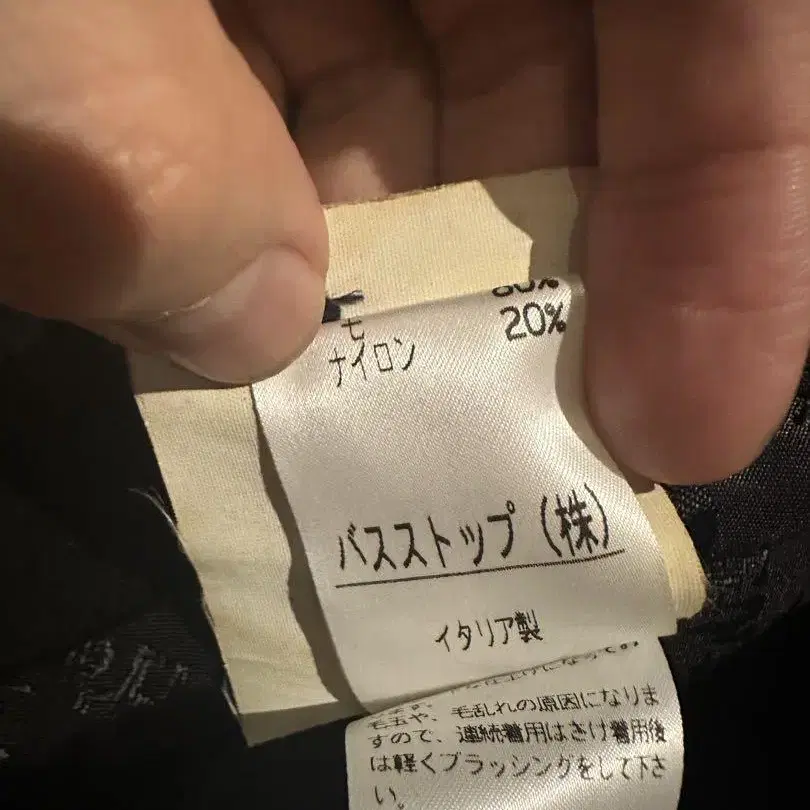 毛 80%
ナイロン 20%
バスストップ（株）
イタリア製
毛玉や、毛乱れの原因になりま
すので、連続着用はさけ着用後
は軽くブラッシングをして下さ
い。